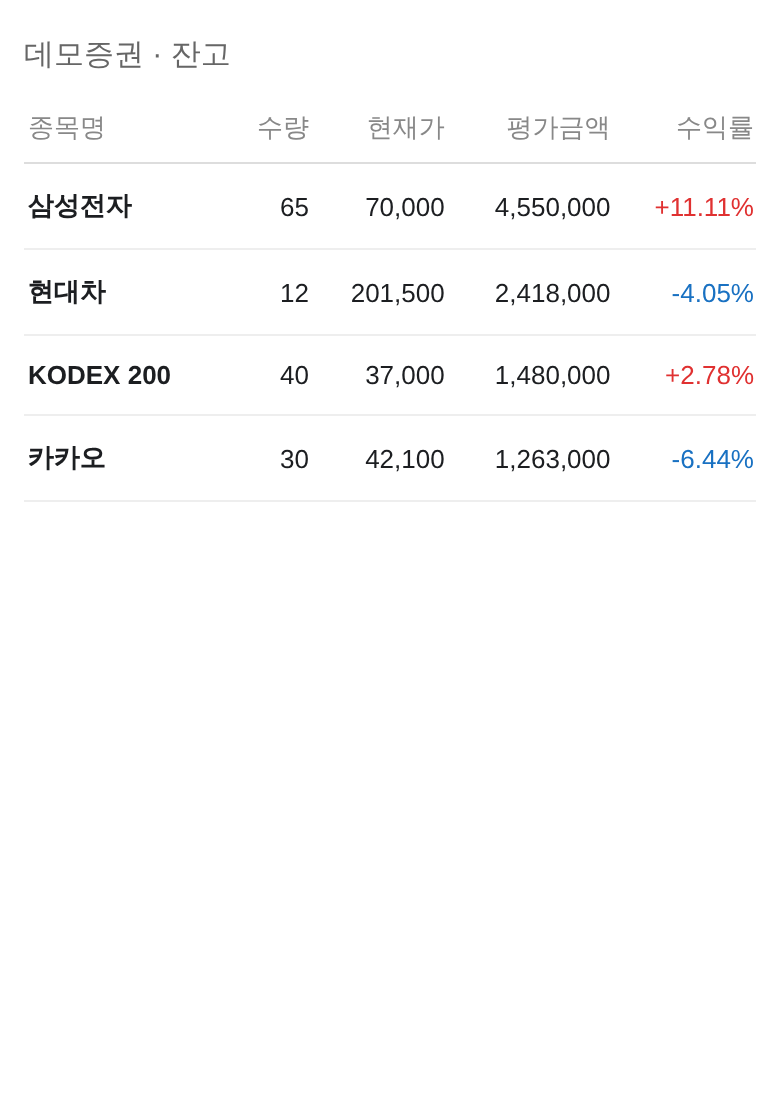 데모증권 · 잔고
종목명 수량 현재가 평가금액 수익률
삼성전자 65 70,000 4,550,000 +11.11%
현대차 12 201,500 2,418,000 -4.05%
KODEX 200 40 37,000 1,480,000 +2.78%
카카오 30 42,100 1,263,000 -6.44%